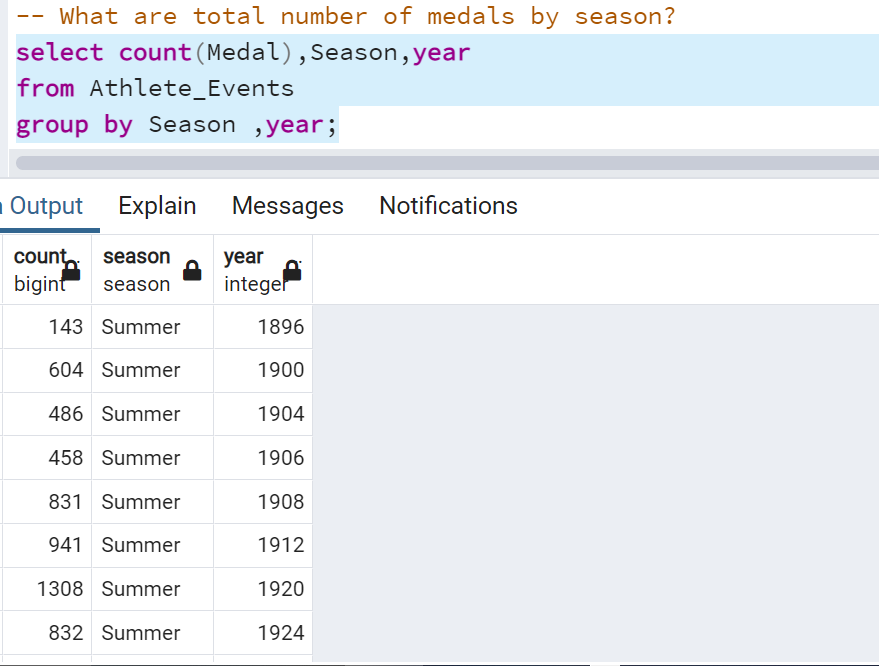 -- What are total number of medals by season?
select count(Medal),Season,year
from Athlete_Events
group by Season ,year;
Output Explain Messages Notifications
count season year
bigint season integer
143 Summer 1896
604 Summer 1900
486 Summer 1904
458 Summer 1906
831 Summer 1908
941 Summer 1912
1308 Summer 1920
832 Summer 1924